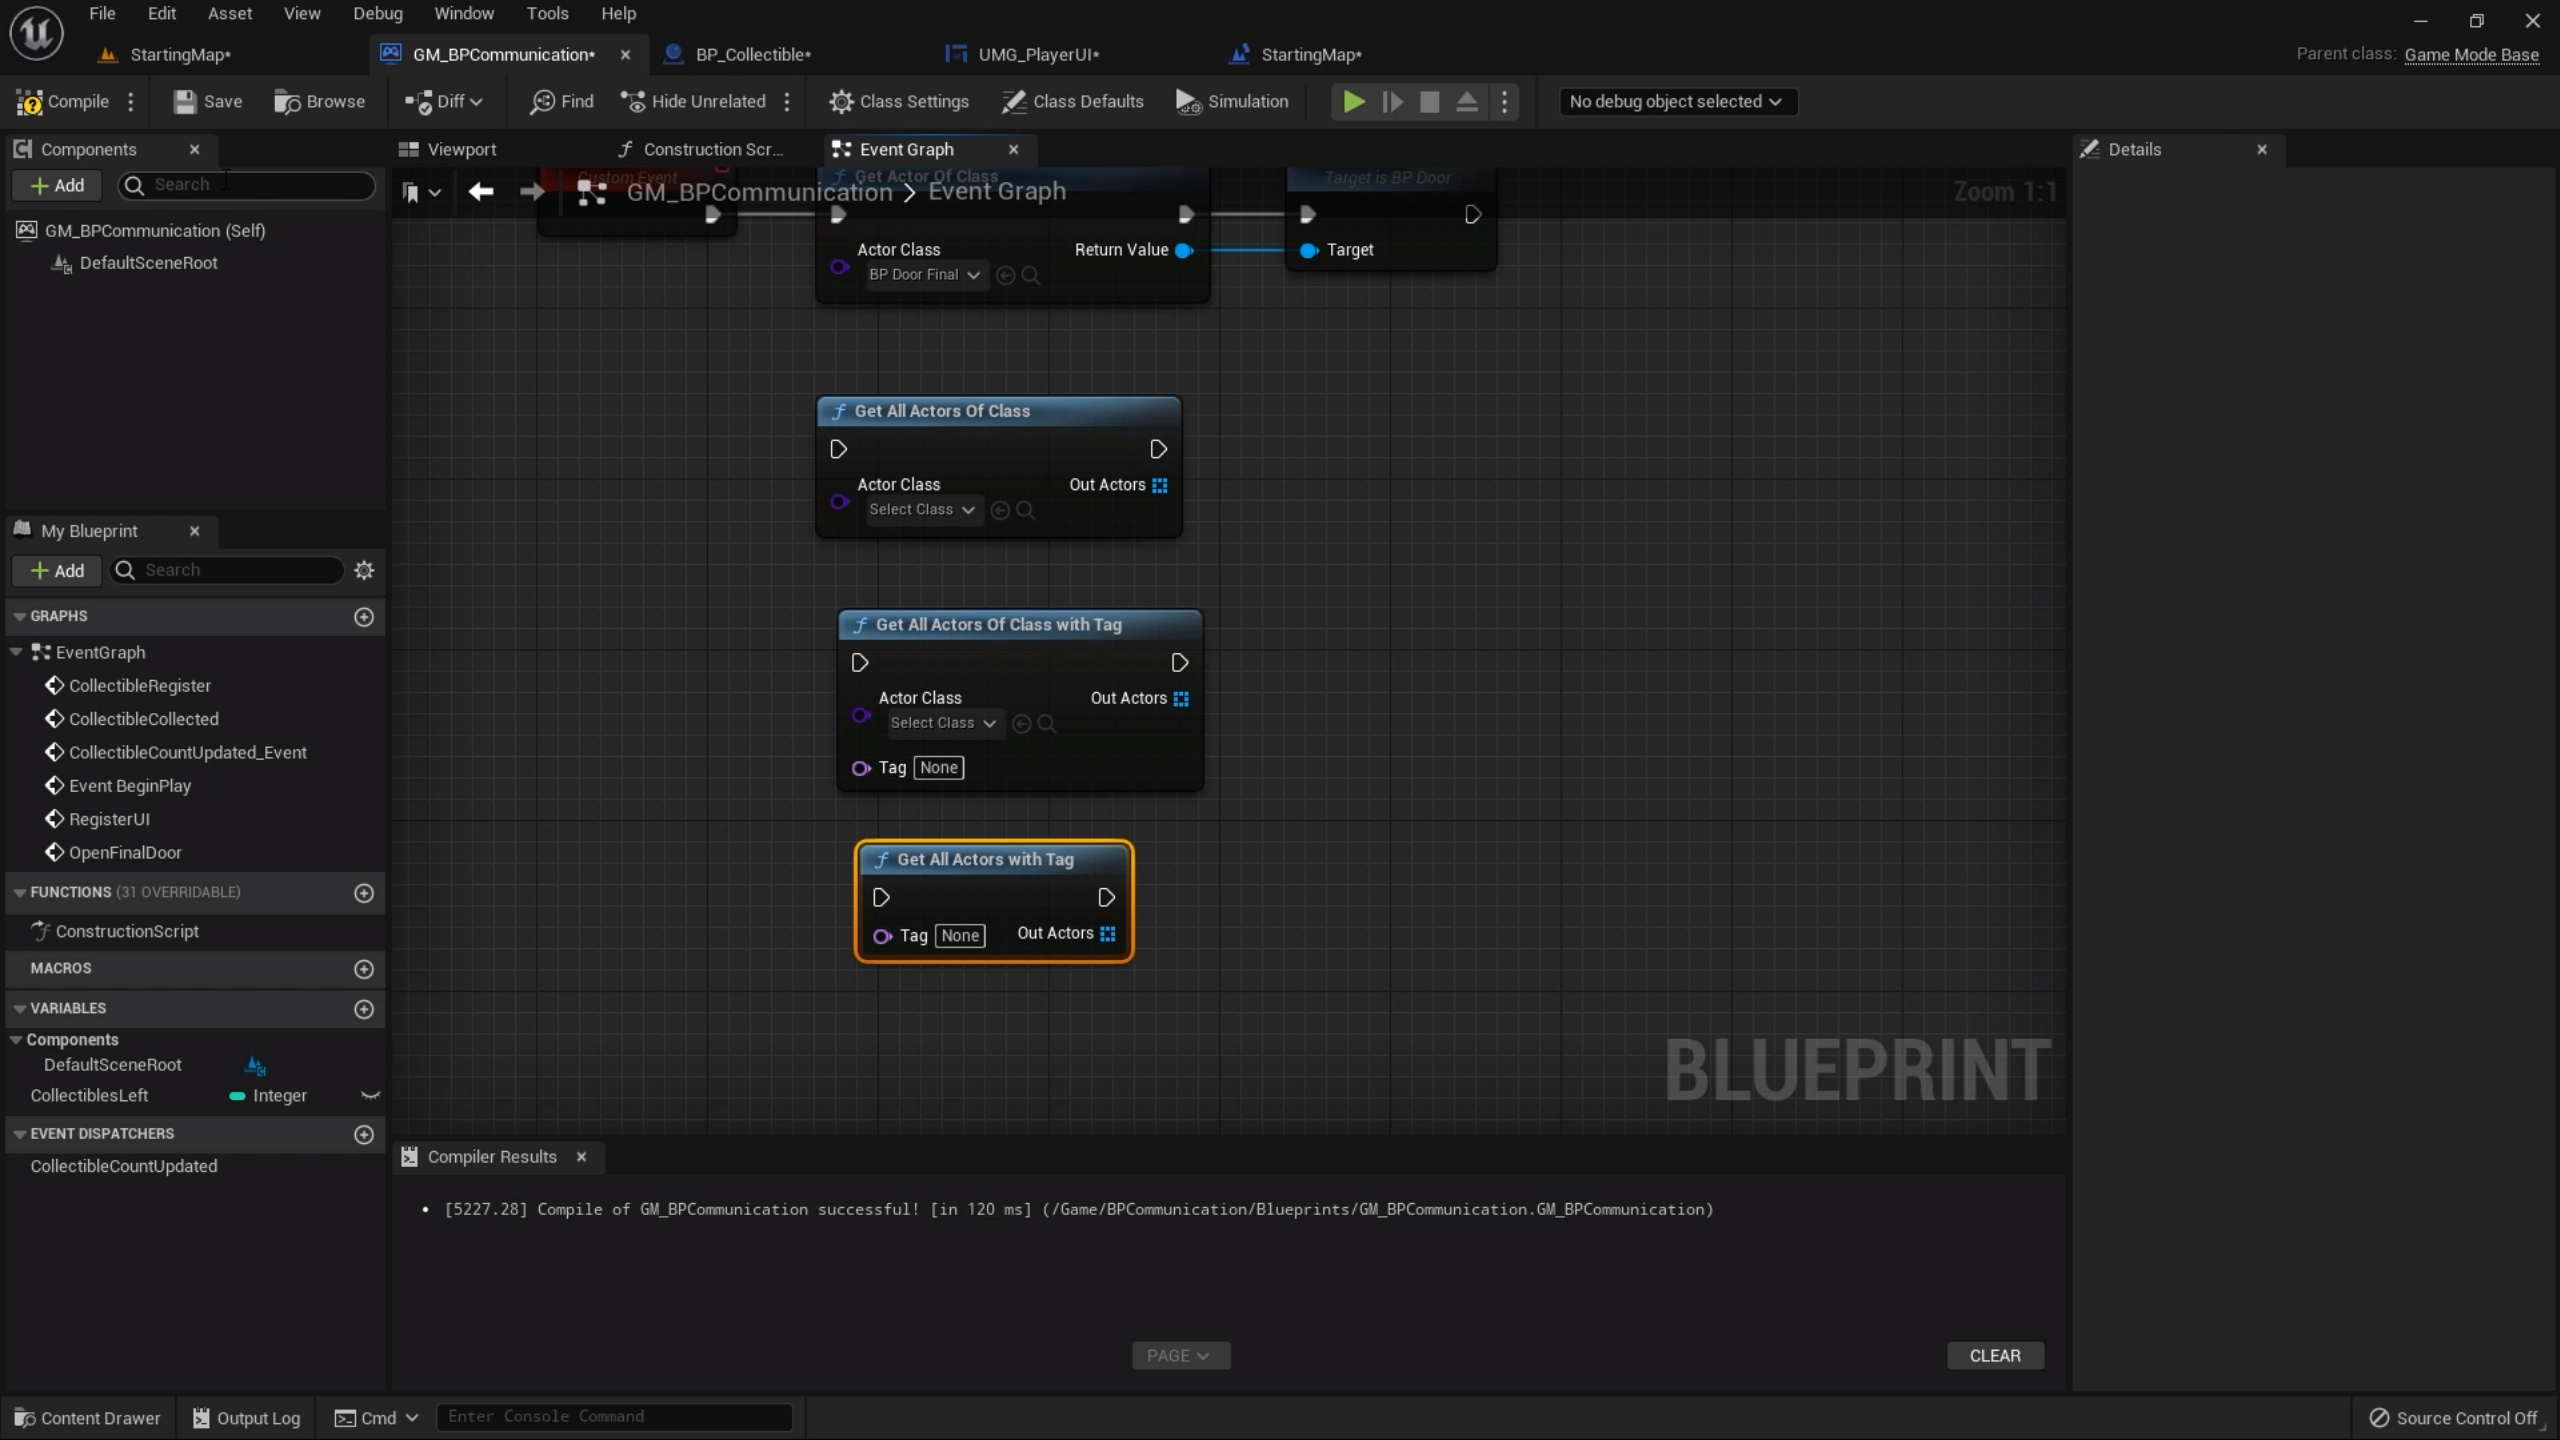 File Edit Asset View Debug Window Tools Help
StartingMap* GM_BPCommunication* BP_Collectible* UMG_PlayerUI* StartingMap* Parent class: Game Mode Base
Compile Save Browse Diff Find Hide Unrelated Class Settings Class Defaults Simulation No debug object selected
Components Viewport Construction Scr... Event Graph Details
Add Search
GM_BPCommunication > Event Graph Zoom 1:1
Custom Event Get Actor Of Class Target is BP Door
GM_BPCommunication (Self)
DefaultSceneRoot
Actor Class Return Value Target
BP Door Final
Get All Actors Of Class
Actor Class Out Actors
Select Class
My Blueprint
Add Search
GRAPHS
EventGraph
CollectibleRegister
CollectibleCollected
CollectibleCountUpdated_Event
Event BeginPlay
RegisterUI
OpenFinalDoor
FUNCTIONS (31 OVERRIDABLE)
ConstructionScript
MACROS
VARIABLES
Components
DefaultSceneRoot
CollectiblesLeft Integer
EVENT DISPATCHERS
CollectibleCountUpdated
Get All Actors Of Class with Tag
Actor Class Out Actors
Select Class
Tag None
Get All Actors with Tag
Tag None Out Actors
BLUEPRINT
Compiler Results
[5227.28] Compile of GM_BPCommunication successful! [in 120 ms] (/Game/BPCommunication/Blueprints/GM_BPCommunication.GM_BPCommunication)
PAGE CLEAR
Content Drawer Output Log Cmd Enter Console Command Source Control Off